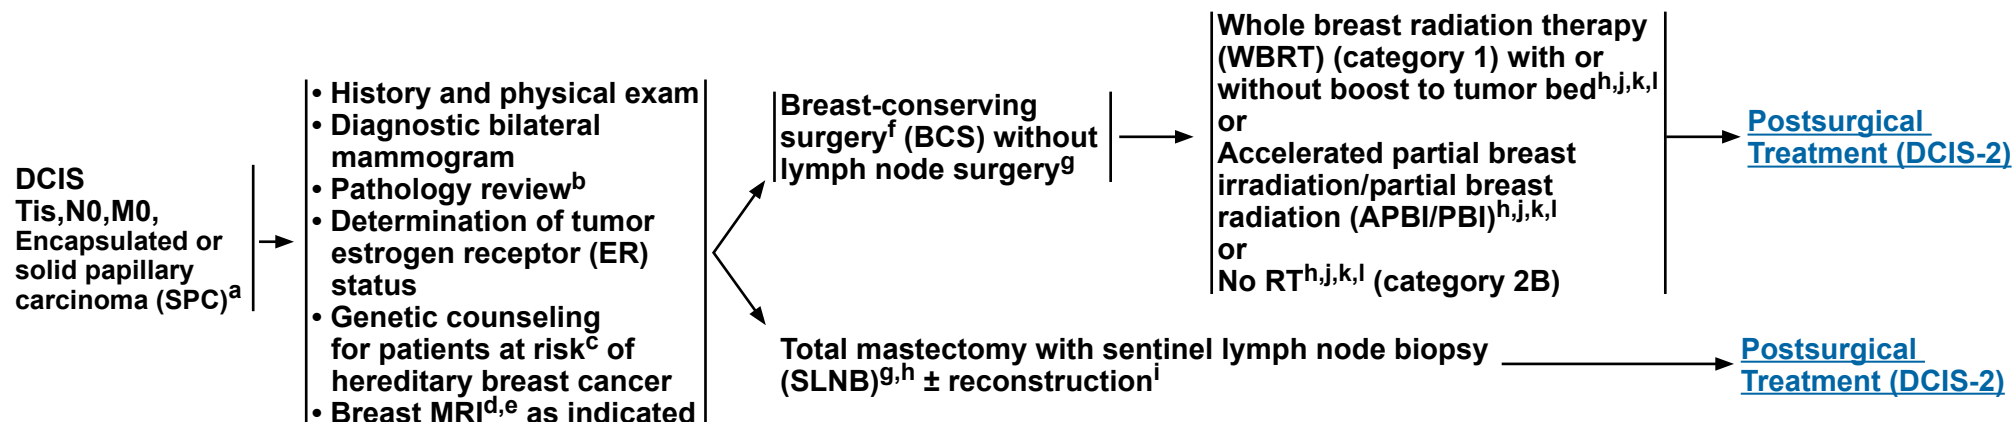 DCIS
Tis,N0,M0,
Encapsulated or
solid papillary
carcinoma (SPC)a
• History and physical exam
• Diagnostic bilateral
mammogram
• Pathology reviewb
• Determination of tumor
estrogen receptor (ER)
status
• Genetic counseling
for patients at riskc of
hereditary breast cancer
• Breast MRId,e as indicated
Breast-conserving
surgeryf (BCS) without
lymph node surgeryg
Whole breast radiation therapy
(WBRT) (category 1) with or
without boost to tumor bedh,j,k,l
or
Accelerated partial breast
irradiation/partial breast
radiation (APBI/PBI)h,j,k,l
or
No RTh,j,k,l (category 2B)
Postsurgical
Treatment (DCIS-2)
Total mastectomy with sentinel lymph node biopsy
(SLNB)g,h ± reconstructioni
Postsurgical
Treatment (DCIS-2)